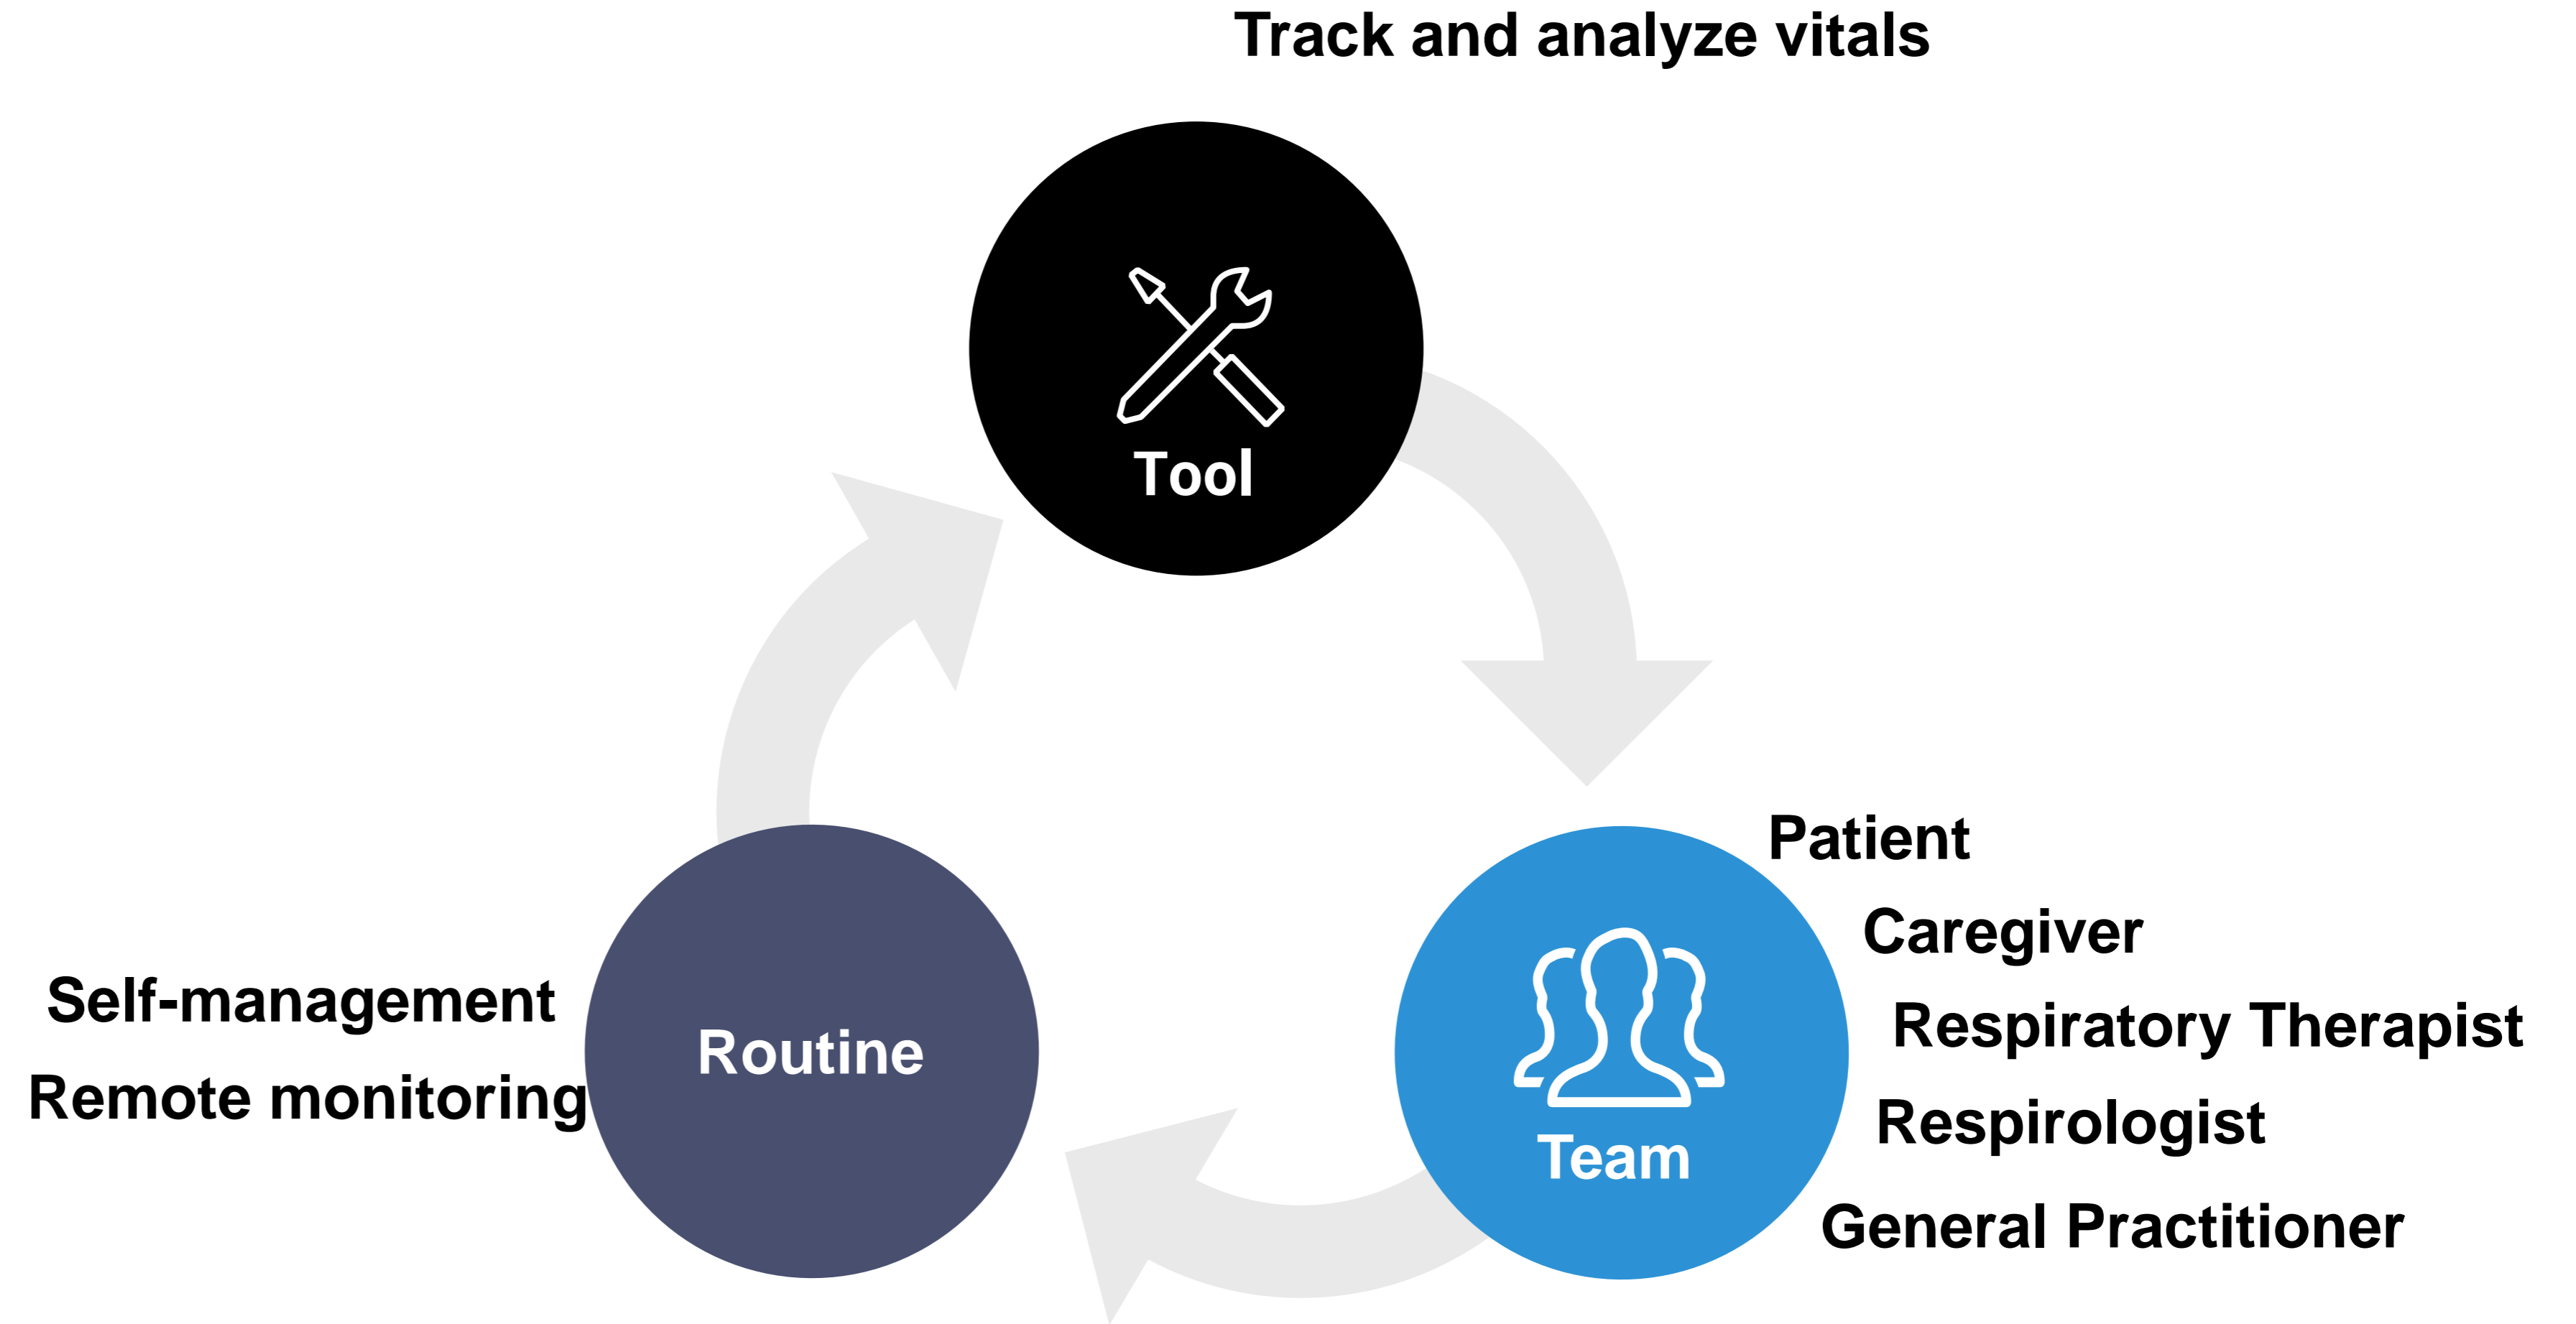 Track and analyze vitals
Tool
Patient
Caregiver
Respiratory Therapist
Respirologist
General Practitioner
Team
Self-management
Remote monitoring
Routine